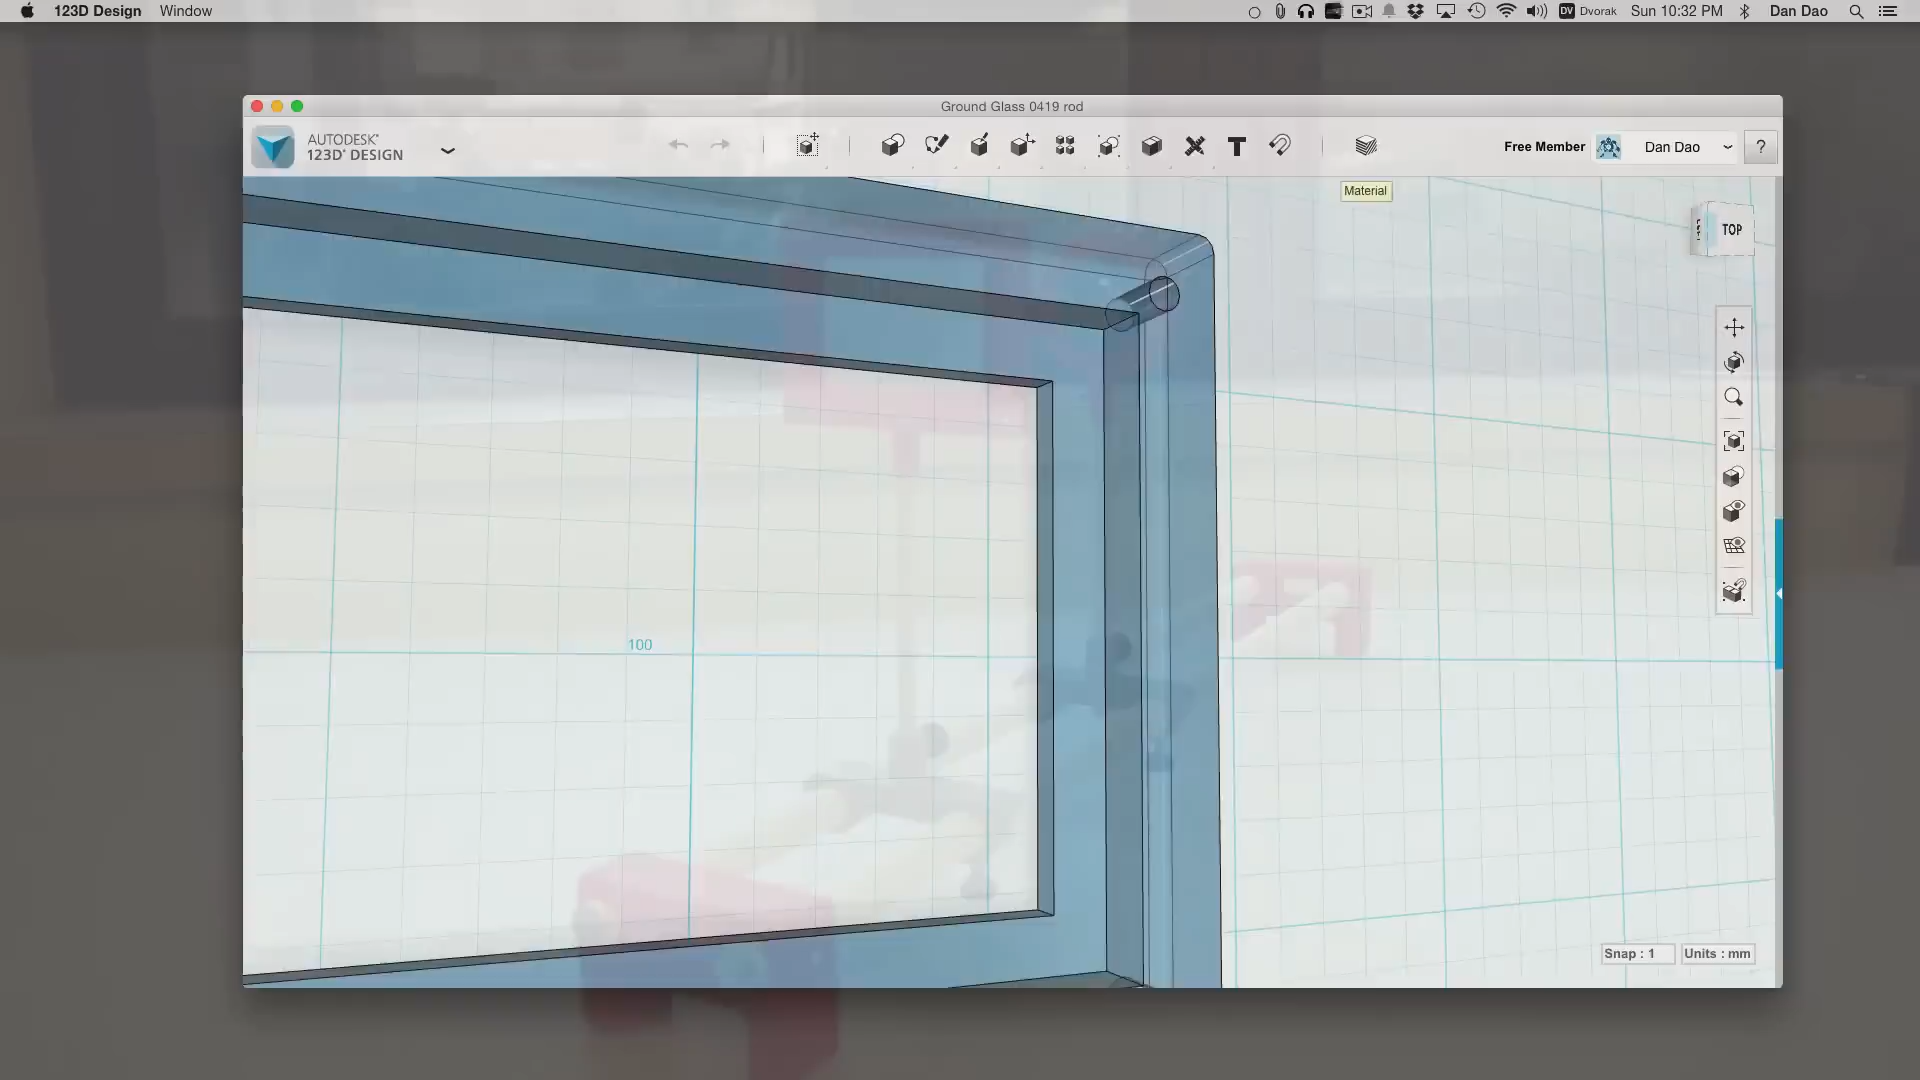 123D Design Window
DV Dvorak Sun 10:32 PM Dan Dao
Ground Glass 0419 rod
AUTODESK®
123D® DESIGN
Free Member Dan Dao ?
Material
TOP
100
Snap : 1 Units : mm